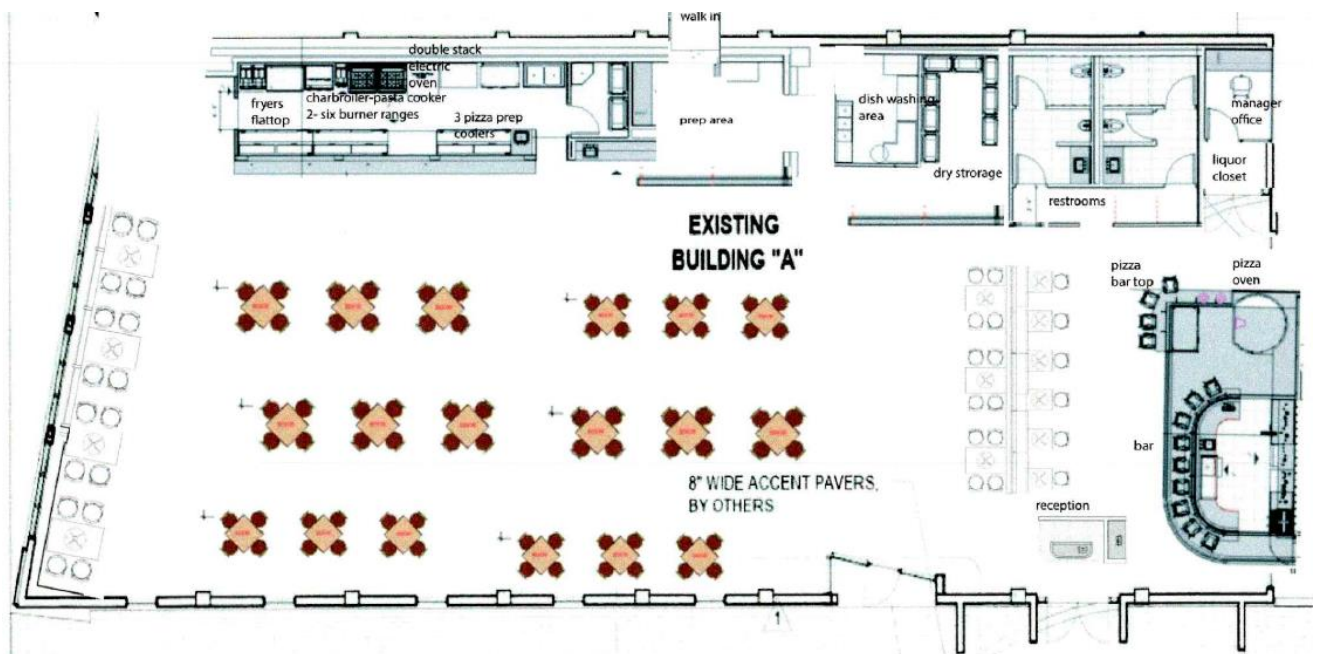 walk in
double stack
electric
oven
charbroiler-pasta cooker
2- six burner ranges
fryers
flattop
3 pizza prep
coolers
prep area
dish washing
area
dry strorage
restrooms
manager
office
liquor
closet
EXISTING
BUILDING "A"
pizza
bar top
pizza
oven
bar
8" WIDE ACCENT PAVERS,
BY OTHERS
reception
1